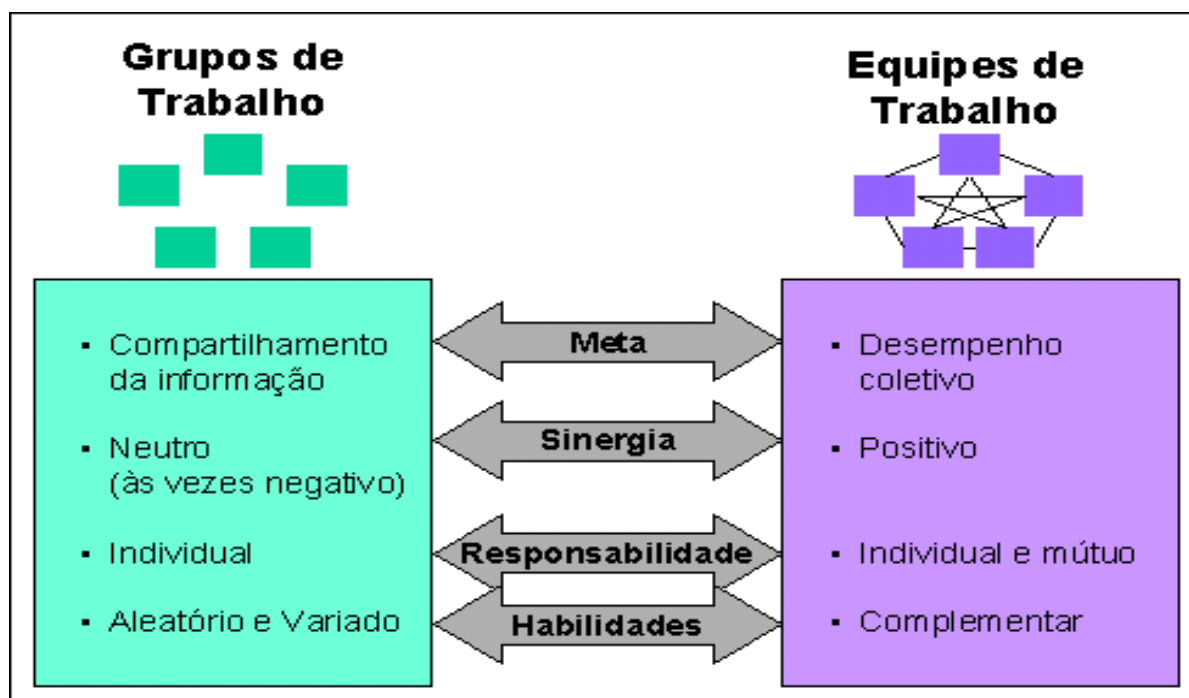 Grupos de
Trabalho
Equipes de
Trabalho
▪ Compartilhamento
da informação
▪ Neutro
(às vezes negativo)
▪ Individual
▪ Aleatório e Variado
Meta
Sinergia
Responsabilidade
Habilidades
▪ Desempenho
coletivo
▪ Positivo
▪ Individual e mútuo
▪ Complementar